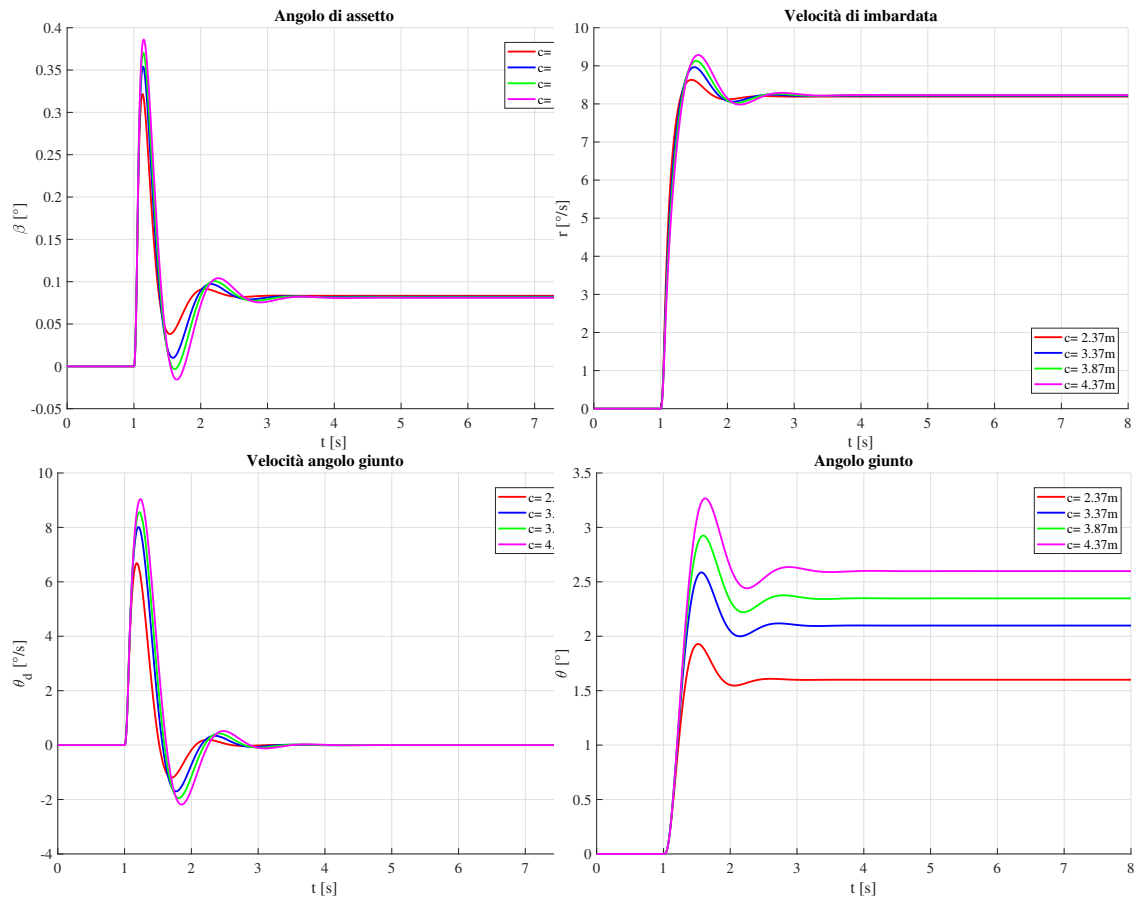 Angolo di assetto
0.4
0.35
0.3
0.25
0.2
0.15
0.1
0.05
0
-0.05
β [°]
0 1 2 3 4 5 6 7
t [s]
c=
c=
c=
c=
Velocità di imbardata
10
9
8
7
6
5
4
3
2
1
0
r [°/s]
0 1 2 3 4 5 6 7 8
t [s]
c= 2.37m
c= 3.37m
c= 3.87m
c= 4.37m
Velocità angolo giunto
10
8
6
4
2
0
-2
-4
θd [°/s]
0 1 2 3 4 5 6 7
t [s]
c= 2.
c= 3.
c= 3.
c= 4.
Angolo giunto
3.5
3
2.5
2
1.5
1
0.5
0
θ [°]
0 1 2 3 4 5 6 7 8
t [s]
c= 2.37m
c= 3.37m
c= 3.87m
c= 4.37m